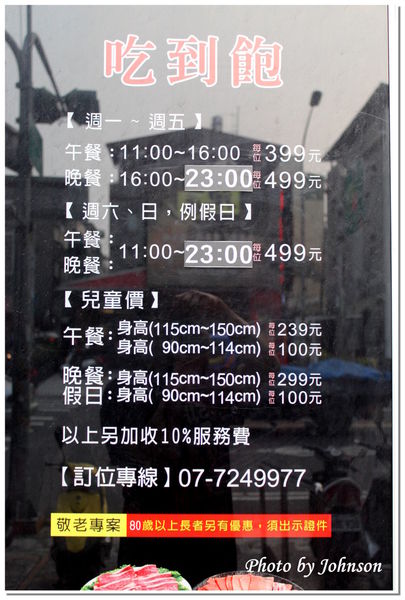 吃到飽
【 週一 ~ 週五 】
午餐：11:00~16:00 每位399元
晚餐：16:00~23:00 每位499元
【 週六、日，例假日 】
午餐：
晚餐：
11:00~23:00 每位499元
【 兒童價 】
午餐：身高(115cm~150cm) 每位239元
身高( 90cm~114cm) 每位100元
晚餐：身高(115cm~150cm) 每位299元
假日：身高( 90cm~114cm) 每位100元
以上另加收10%服務費
【訂位專線】07-7249977
敬老專案 80歲以上長者另有優惠，須出示證件
Photo by Johnson